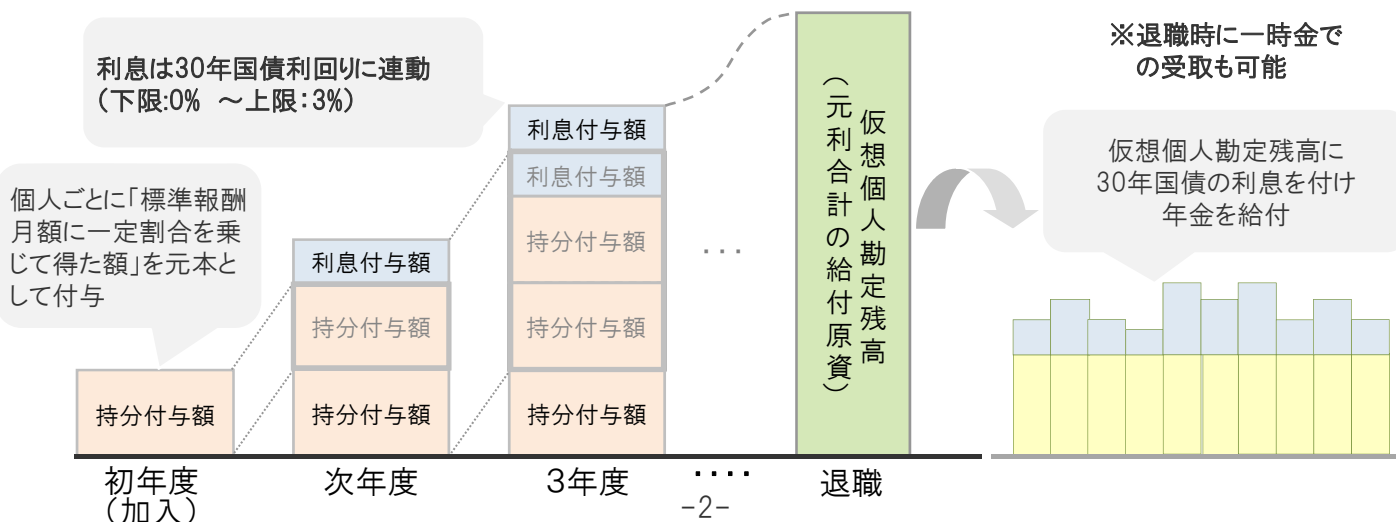 利息は30年国債利回りに連動
（下限:0% ～上限：3%）
個人ごとに「標準報酬
月額に一定割合を乗
じて得た額」を元本と
して付与
持分付与額
利息付与額
持分付与額
持分付与額
利息付与額
利息付与額
持分付与額
持分付与額
持分付与額
･･･
仮想個人勘定残高
（元利合計の給付原資）
※退職時に一時金で
の受取も可能
仮想個人勘定残高に
30年国債の利息を付け
年金を給付
初年度
（加入）
次年度
3年度
････
退職
-2-